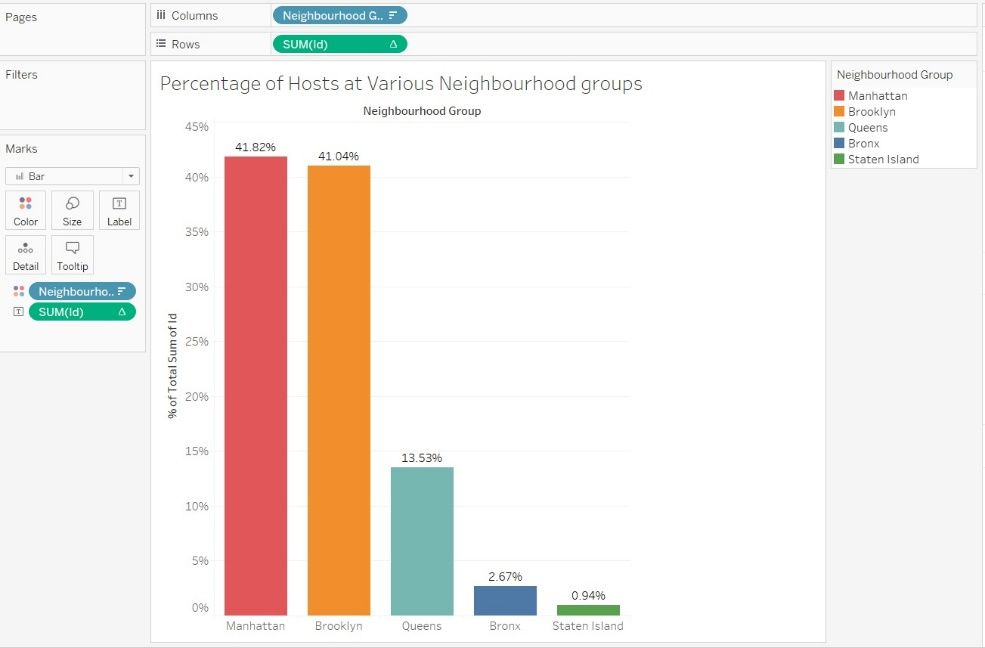 Pages
Columns
Neighbourhood G..
Rows
SUM(Id)
Filters
Marks
Bar
Color
Size
Label
Detail
Tooltip
Neighbourho..
SUM(Id)
Percentage of Hosts at Various Neighbourhood groups
Neighbourhood Group
45%
40%
35%
30%
25%
20%
15%
10%
5%
0%
% of Total Sum of Id
41.82%
41.04%
13.53%
2.67%
0.94%
Manhattan
Brooklyn
Queens
Bronx
Staten Island
Neighbourhood Group
Manhattan
Brooklyn
Queens
Bronx
Staten Island